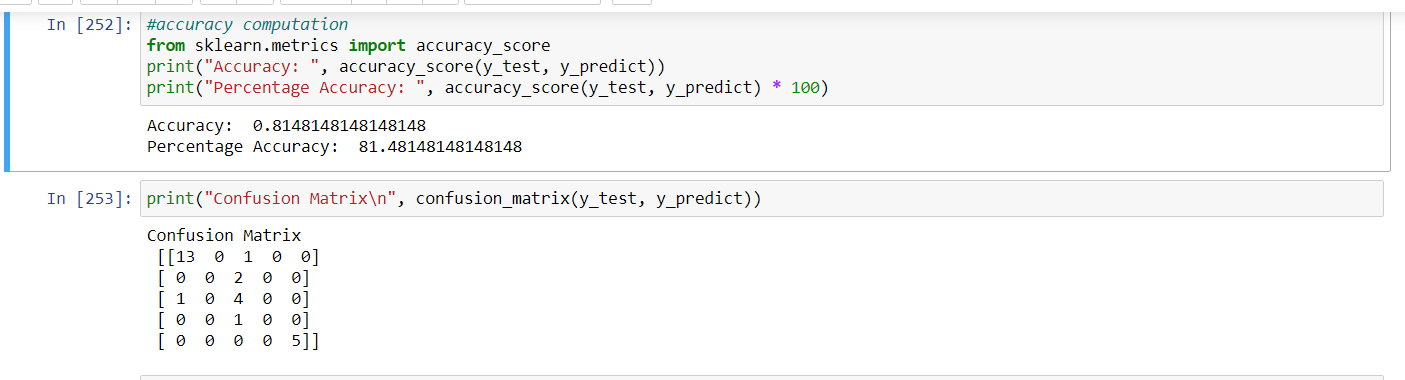 In [252]: #accuracy computation
from sklearn.metrics import accuracy_score
print("Accuracy: ", accuracy_score(y_test, y_predict))
print("Percentage Accuracy: ", accuracy_score(y_test, y_predict) * 100)
Accuracy:  0.8148148148148148
Percentage Accuracy:  81.48148148148148
In [253]: print("Confusion Matrix\n", confusion_matrix(y_test, y_predict))
Confusion Matrix
 [[13  0  1  0  0]
 [ 0  0  2  0  0]
 [ 1  0  4  0  0]
 [ 0  0  1  0  0]
 [ 0  0  0  0  5]]